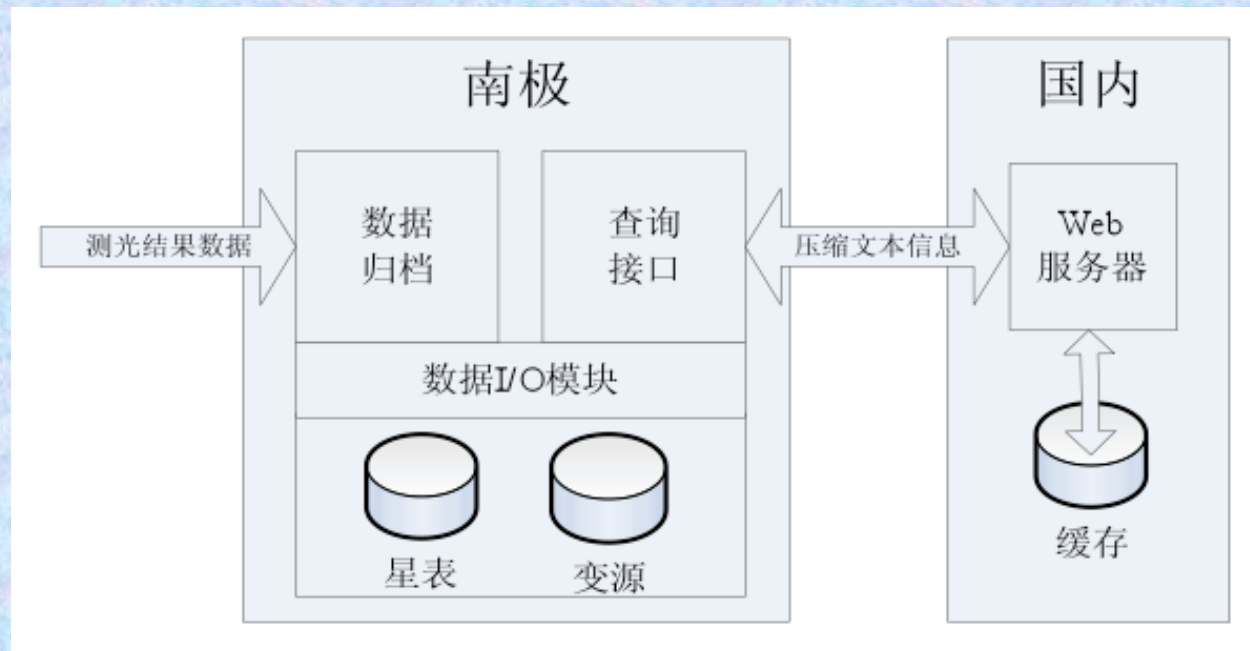 南极
国内
测光结果数据
数据
归档
查询
接口
压缩文本信息
Web
服务器
数据I/O模块
星表
变源
缓存